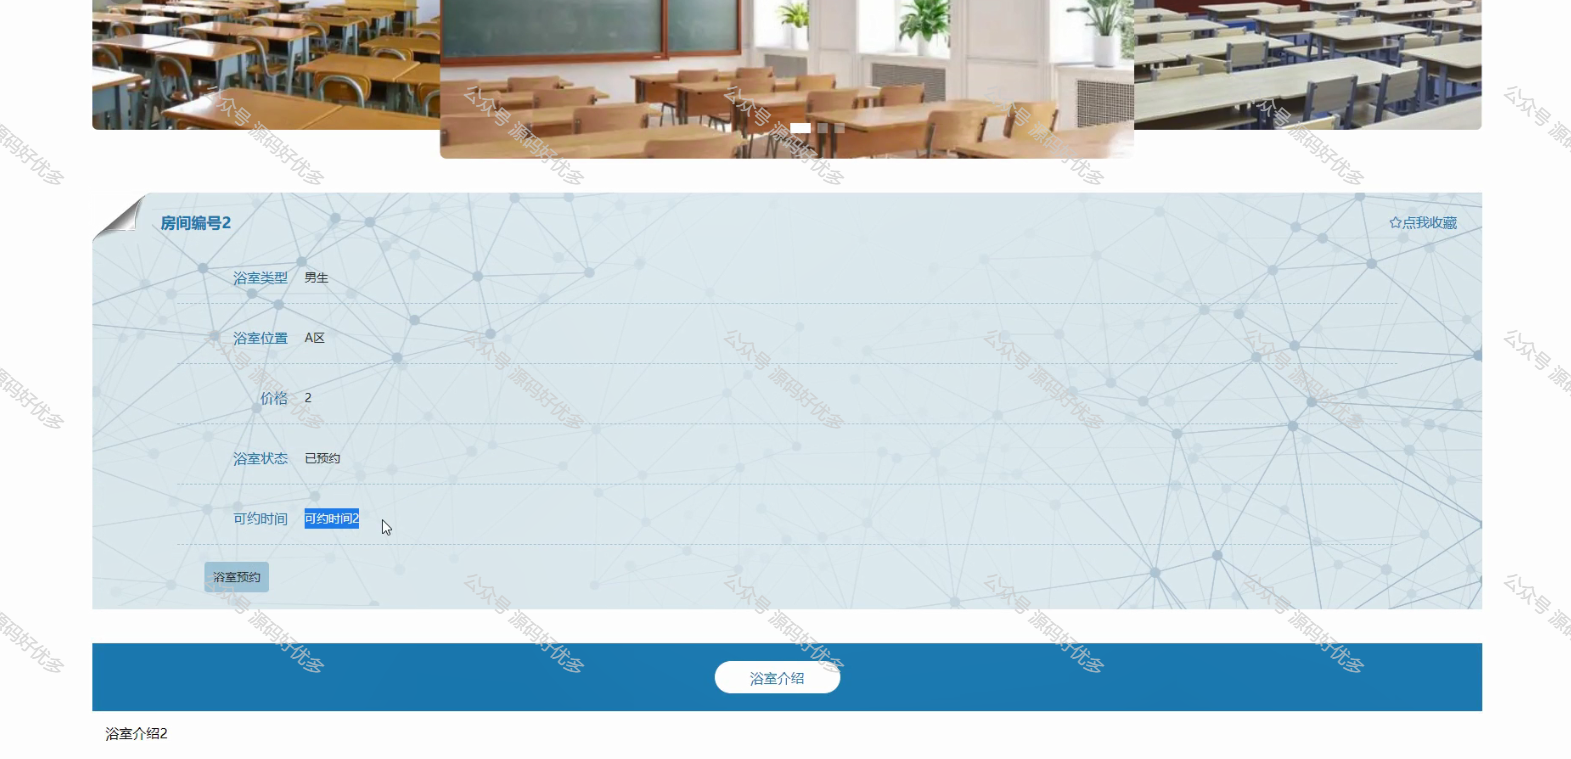 房间编号2
☆点我收藏
浴室类型 男生
浴室位置 A区
价格 2
浴室状态 已预约
可约时间 可约时间2
浴室预约
浴室介绍
浴室介绍2
公众号 源码好优多